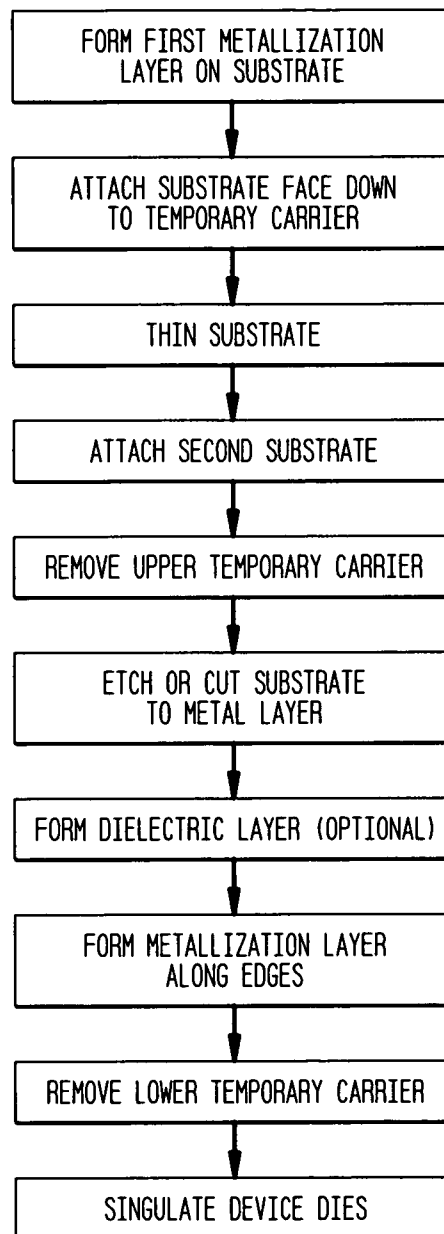 FORM FIRST METALLIZATION
LAYER ON SUBSTRATE
ATTACH SUBSTRATE FACE DOWN
TO TEMPORARY CARRIER
THIN SUBSTRATE
ATTACH SECOND SUBSTRATE
REMOVE UPPER TEMPORARY CARRIER
ETCH OR CUT SUBSTRATE
TO METAL LAYER
FORM DIELECTRIC LAYER (OPTIONAL)
FORM METALLIZATION LAYER
ALONG EDGES
REMOVE LOWER TEMPORARY CARRIER
SINGULATE DEVICE DIES